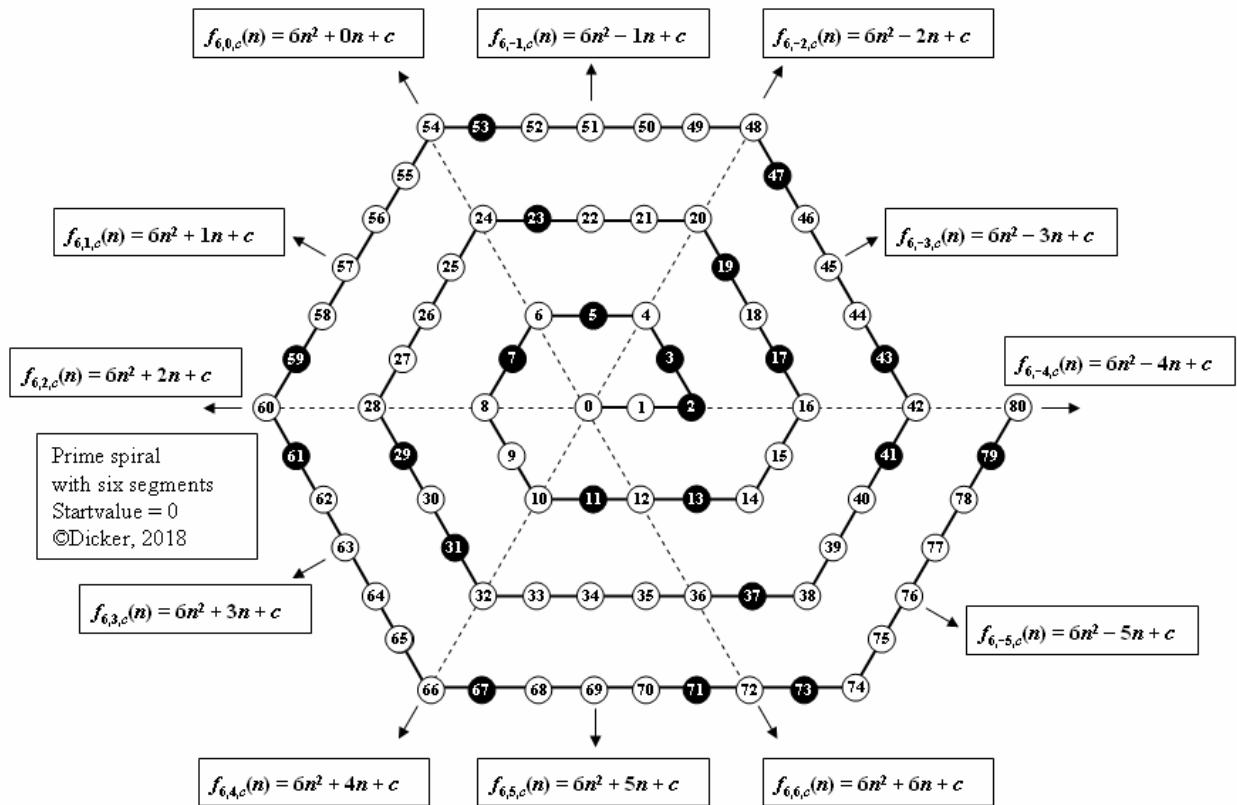 f6,0,c(n) = 6n² + 0n + c
f6,−1,c(n) = 6n² − 1n + c
f6,−2,c(n) = 6n² − 2n + c
54 53 52 51 50 49 48
55 47
56 24 23 22 21 20 46
f6,1,c(n) = 6n² + 1n + c
57 25 19 45
f6,−3,c(n) = 6n² − 3n + c
58 26 6 5 4 18 44
59 27 7 3 17 43
f6,2,c(n) = 6n² + 2n + c
60 28 8 0 1 2 16 42 80
f6,−4,c(n) = 6n² − 4n + c
61 29 9 15 41 79
Prime spiral
with six segments
Startvalue = 0
©Dicker, 2018
62 30 10 11 12 13 14 40 78
63 31 39 77
64 32 33 34 35 36 37 38 76
f6,3,c(n) = 6n² + 3n + c
65 75
f6,−5,c(n) = 6n² − 5n + c
66 67 68 69 70 71 72 73 74
f6,4,c(n) = 6n² + 4n + c
f6,5,c(n) = 6n² + 5n + c
f6,6,c(n) = 6n² + 6n + c